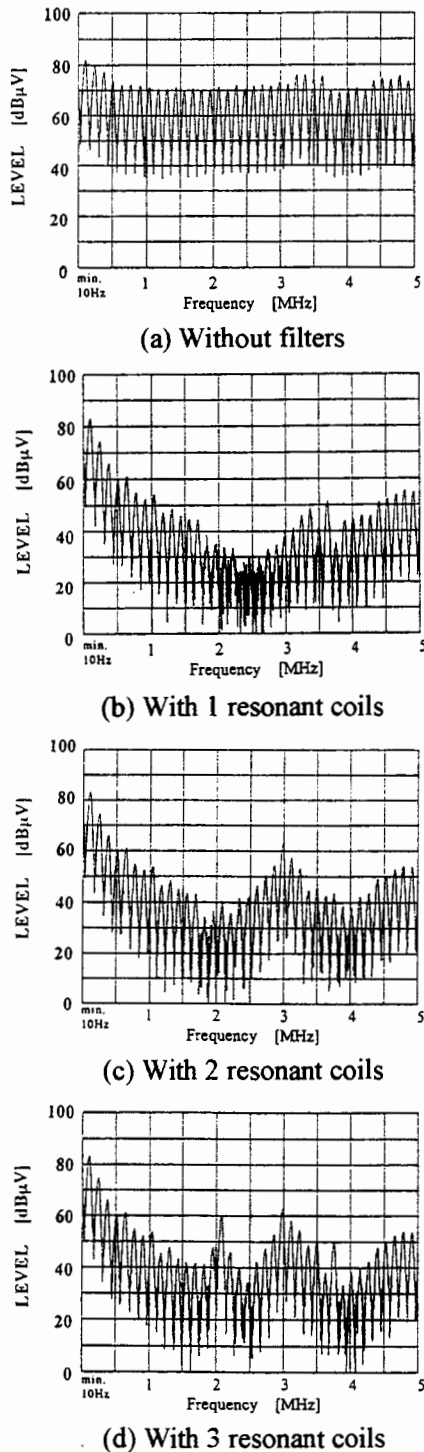 100
80
60
40
20
0
LEVEL [dBµV]
min.
10Hz
1 2 3 4 5
Frequency [MHz]
(a) Without filters
100
80
60
40
20
0
LEVEL [dBµV]
min.
10Hz
1 2 3 4 5
Frequency [MHz]
(b) With 1 resonant coils
100
80
60
40
20
0
LEVEL [dBµV]
min.
10Hz
1 2 3 4 5
Frequency [MHz]
(c) With 2 resonant coils
100
80
60
40
20
0
LEVEL [dBµV]
min.
10Hz
1 2 3 4 5
Frequency [MHz]
(d) With 3 resonant coils